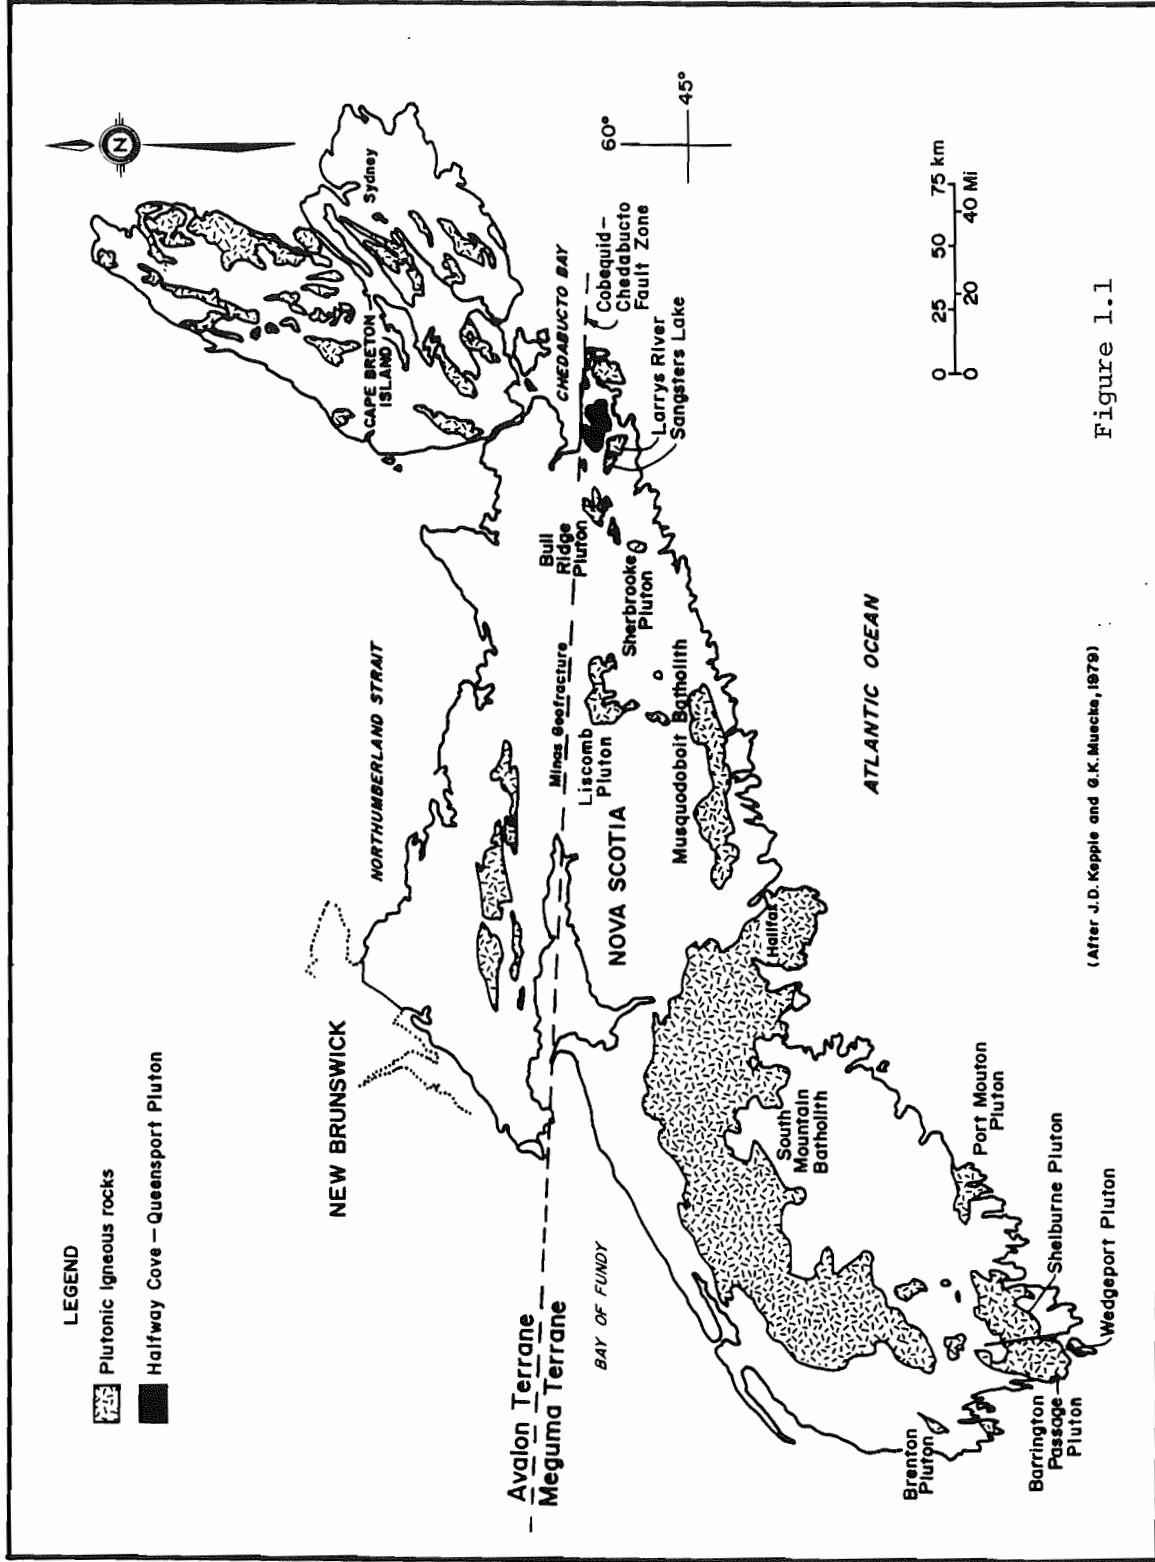 LEGEND
Plutonic Igneous rocks
Halfway Cove – Queensport Pluton
N
NEW BRUNSWICK
NORTHUMBERLAND STRAIT
CAPE BRETON
ISLAND
Sydney
60°
45°
Avalon Terrane
Meguma Terrane
BAY OF FUNDY
Minas Geofracture
CHEDABUCTO BAY
Cobequid –
Chedabucto
Fault Zone
Larrys River
Sangsters Lake
Bull
Ridge
Pluton
Sherbrooke
Pluton
Liscomb
Pluton
NOVA SCOTIA
Musquodoboit Batholith
Halifax
South
Mountain
Batholith
ATLANTIC OCEAN
Port Mouton
Pluton
Shelburne Pluton
Wedgeport Pluton
Barrington
Passage
Pluton
Brenton
Pluton
0 25 50 75 km
0 20 40 Mi
(After J.D. Keppie and G.K. Muecke, 1979)
Figure 1.1